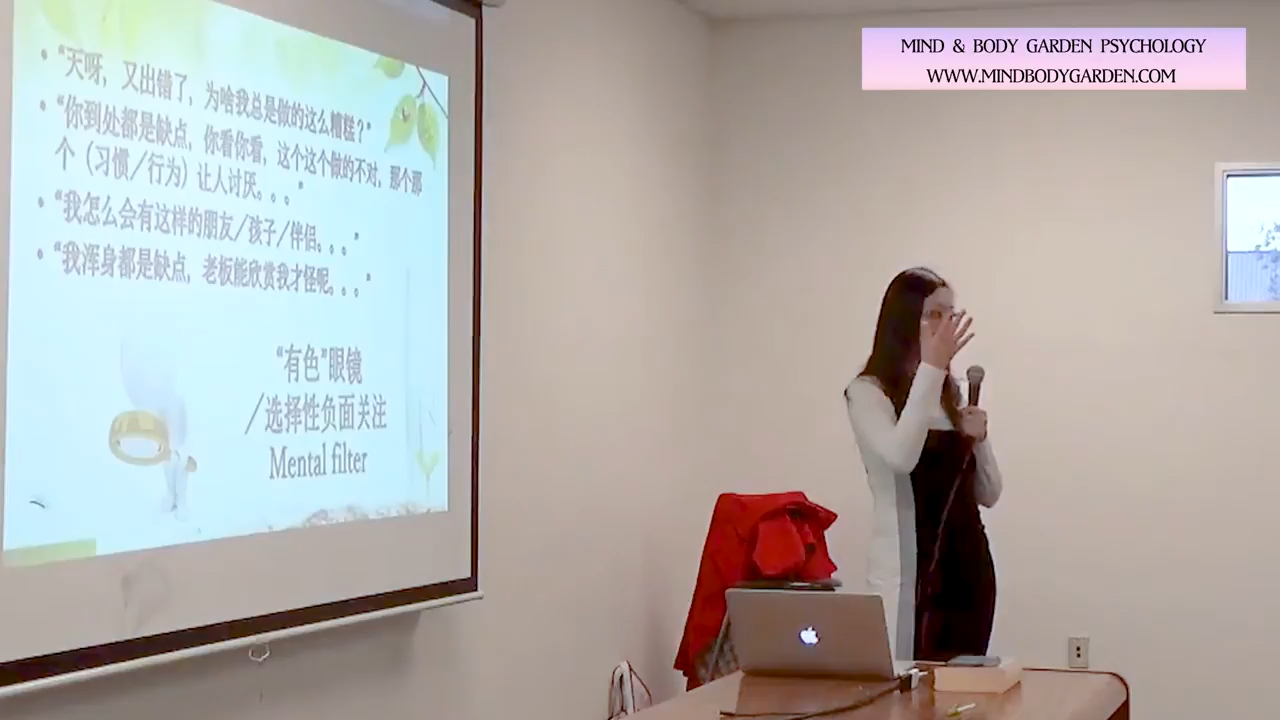 “天呀，又出错了，为啥我总是做的这么糟糕？”
“你到处都是缺点，你看你看，这个这个做的不对，那个那
个（习惯／行为）让人讨厌。。。”
“我怎么会有这样的朋友／孩子／伴侣。。。”
“我浑身都是缺点，老板能欣赏我才怪呢。。。”
“有色”眼镜
／选择性负面关注
Mental filter
MIND & BODY GARDEN PSYCHOLOGY
WWW.MINDBODYGARDEN.COM